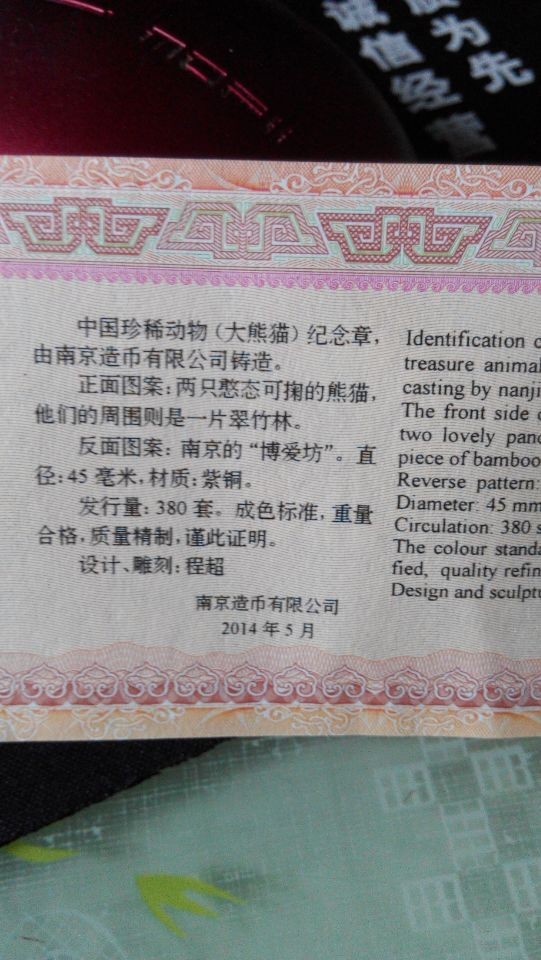 为先
诚信经营
中国珍稀动物（大熊猫）纪念章，
由南京造币有限公司铸造。
正面图案：两只憨态可掬的熊猫，
他们的周围则是一片翠竹林。
反面图案：南京的“博爱坊”。直
径：45 毫米，材质：紫铜。
发行量：380 套。成色标准，重量
合格，质量精制，谨此证明。
设计、雕刻：程超
南京造币有限公司
2014 年 5 月
Identification
treasure animal
casting by nanji
The front side
two lovely pand
piece of bamboo
Reverse pattern:
Diameter: 45 mm
Circulation: 380 s
The colour standa
fied, quality refin
Design and sculptu